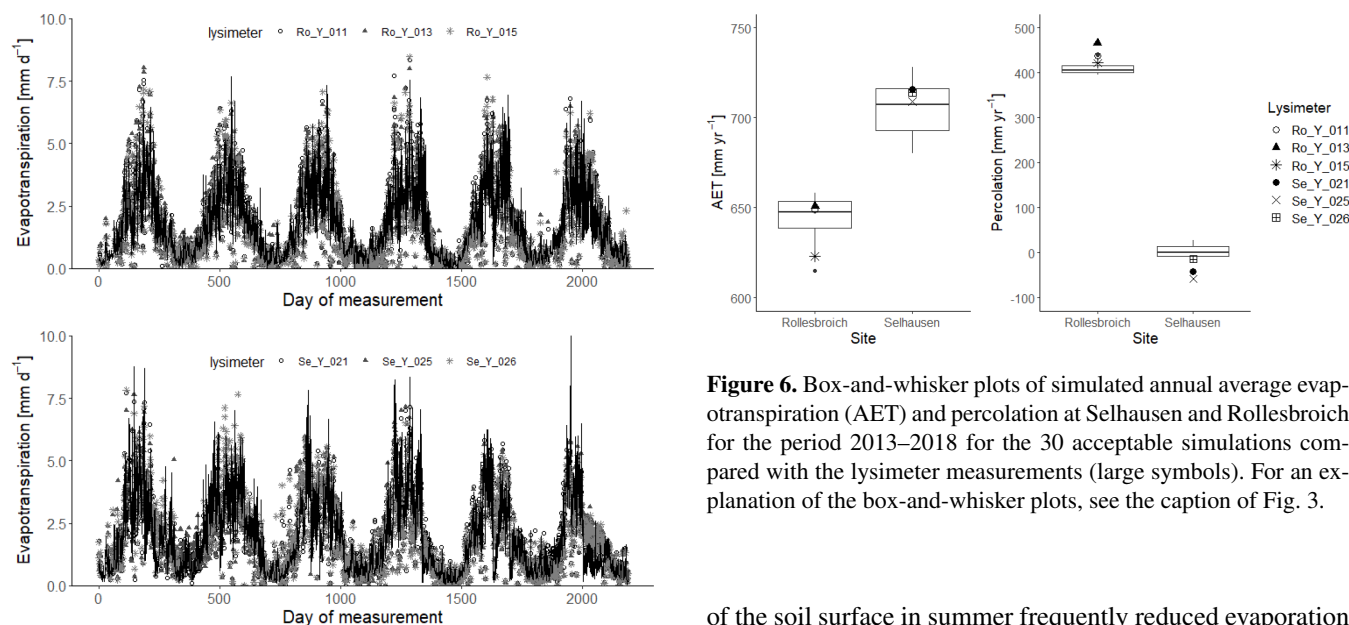 10.0
7.5
5.0
2.5
0.0
Evapotranspiration [mm d⁻¹]
lysimeter ○ Ro_Y_011 ▲ Ro_Y_013 ✳ Ro_Y_015
0 500 1000 1500 2000
Day of measurement
10.0
7.5
5.0
2.5
0.0
Evapotranspiration [mm d⁻¹]
lysimeter ○ Se_Y_021 ▲ Se_Y_025 ✳ Se_Y_026
0 500 1000 1500 2000
Day of measurement
750
700
650
600
AET [mm yr⁻¹]
Rollesbroich Selhausen
Site
500
400
300
200
100
0
-100
Percolation [mm yr⁻¹]
Rollesbroich Selhausen
Site
Lysimeter
Ro_Y_011
Ro_Y_013
Ro_Y_015
Se_Y_021
Se_Y_025
Se_Y_026
Figure 6. Box-and-whisker plots of simulated annual average evap-
otranspiration (AET) and percolation at Selhausen and Rollesbroich
for the period 2013–2018 for the 30 acceptable simulations com-
pared with the lysimeter measurements (large symbols). For an ex-
planation of the box-and-whisker plots, see the caption of Fig. 3.
of the soil surface in summer frequently reduced evaporation